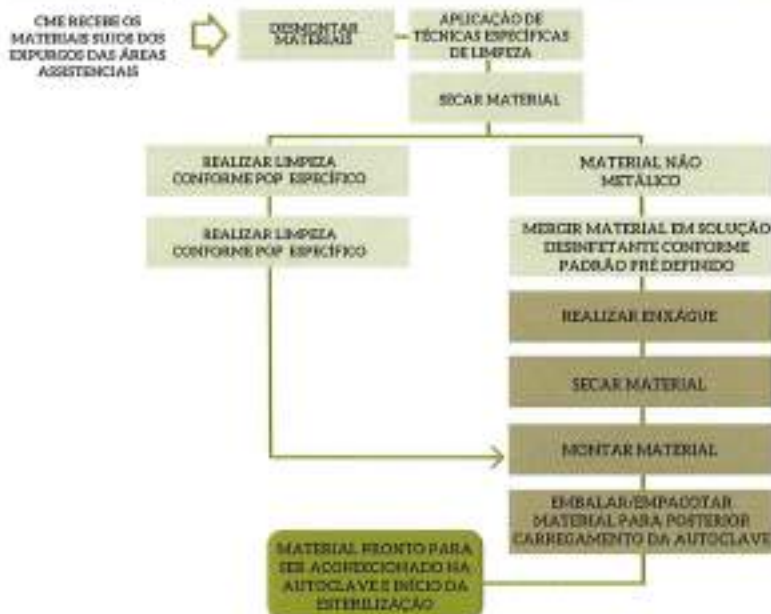 CME RECEBE OS
MATERIAIS SUJOS DOS
EXPURGOS DAS ÁREAS
ASSISTENCIAIS
DESMONTAR
MATERIAIS
APLICAÇÃO DE
TÉCNICAS ESPECÍFICAS
DE LIMPEZA
SECAR MATERIAL
REALIZAR LIMPEZA
CONFORME POP ESPECÍFICO
MATERIAL NÃO
METÁLICO
REALIZAR LIMPEZA
CONFORME POP ESPECÍFICO
MERGIR MATERIAL EM SOLUÇÃO
DESINFETANTE CONFORME
PADRÃO PRÉ DEFINIDO
REALIZAR ENXÁGUE
SECAR MATERIAL
MONTAR MATERIAL
EMBALAR/EMPACOTAR
MATERIAL PARA POSTERIOR
CARREGAMENTO DA AUTOCLAVE
MATERIAL PRONTO PARA
SER ACONDICIONADO NA
AUTOCLAVE E INÍCIO DA
ESTERILIZAÇÃO